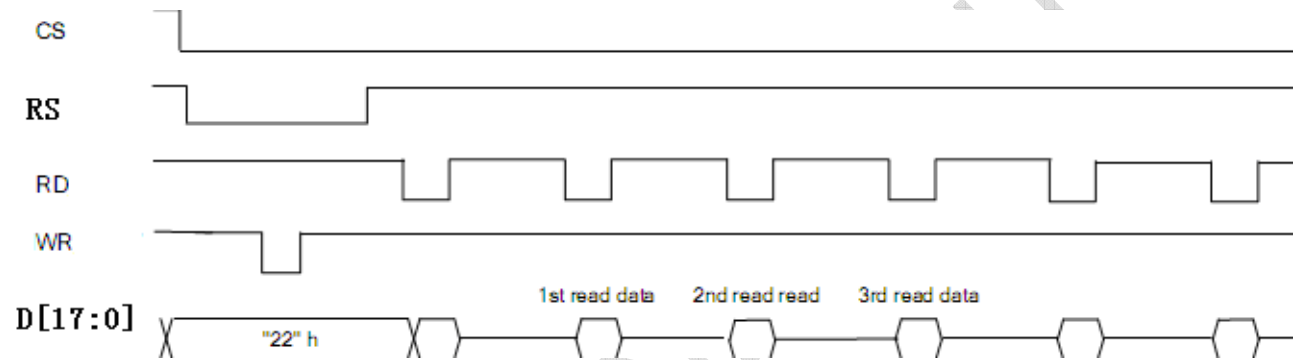 CS
RS
RD
WR
1st read data 2nd read read 3rd read data
D[17:0]
"22" h